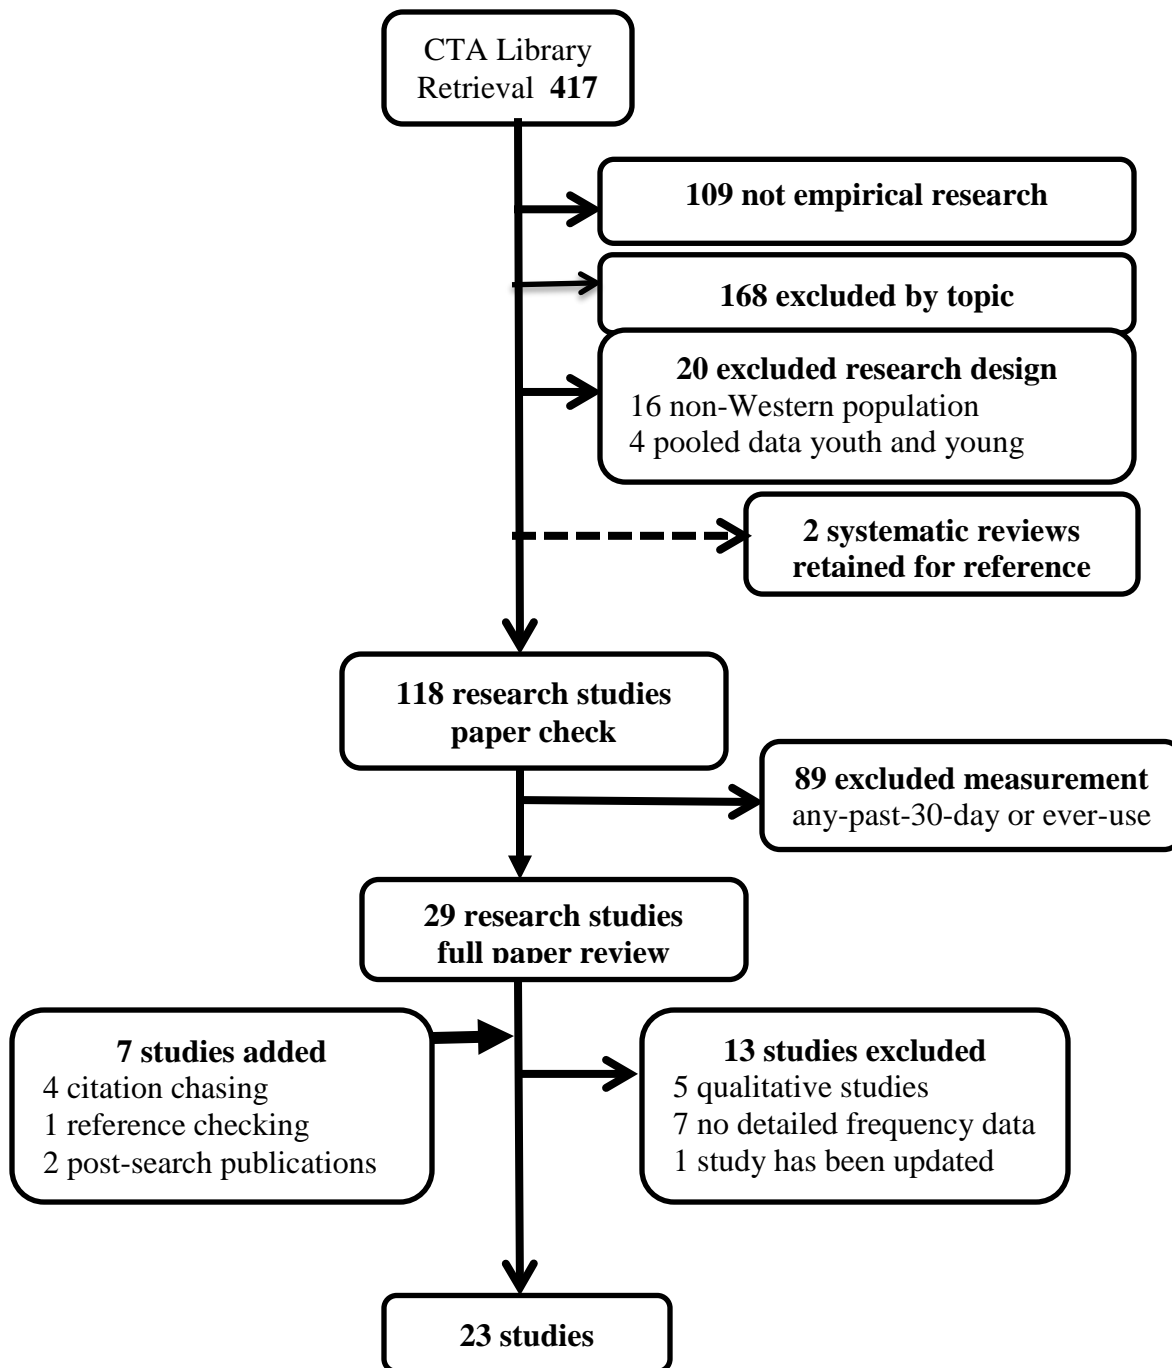 CTA Library
Retrieval 417
109 not empirical research
168 excluded by topic
20 excluded research design
16 non-Western population
4 pooled data youth and young
2 systematic reviews
retained for reference
118 research studies
paper check
89 excluded measurement
any-past-30-day or ever-use
29 research studies
full paper review
7 studies added
4 citation chasing
1 reference checking
2 post-search publications
13 studies excluded
5 qualitative studies
7 no detailed frequency data
1 study has been updated
23 studies